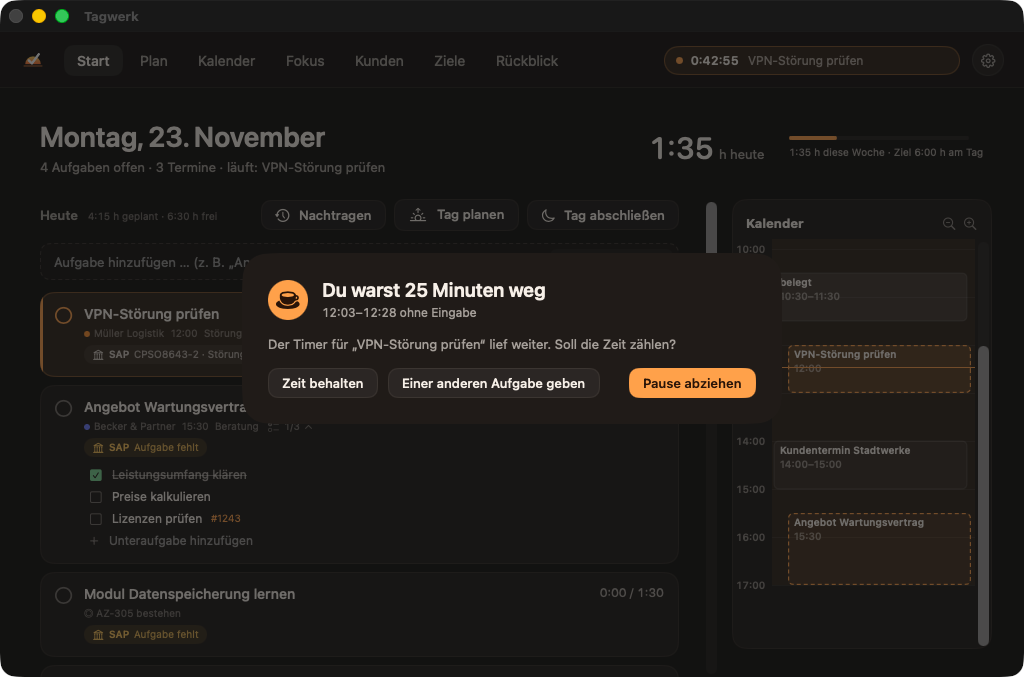 Tagwerk
Start Plan Kalender Fokus Kunden Ziele Rückblick
0:42:55 VPN-Störung prüfen
Montag, 23. November
4 Aufgaben offen · 3 Termine · läuft: VPN-Störung prüfen
1:35 h heute
1:35 h diese Woche · Ziel 6:00 h am Tag
Heute 4:15 h geplant · 6:30 h frei
Nachtragen
Tag planen
Tag abschließen
Aufgabe hinzufügen … (z. B. „An
VPN-Störung prüfen
Müller Logistik 12:00 Störung
SAP CPSO8643-2 · Störung
Du warst 25 Minuten weg
12:03–12:28 ohne Eingabe
Der Timer für „VPN-Störung prüfen“ lief weiter. Soll die Zeit zählen?
Zeit behalten
Einer anderen Aufgabe geben
Pause abziehen
Angebot Wartungsvertra
Becker & Partner 15:30 Beratung 1/3
SAP Aufgabe fehlt
Leistungsumfang klären
Preise kalkulieren
Lizenzen prüfen #1243
+ Unteraufgabe hinzufügen
Modul Datenspeicherung lernen
0:00 / 1:30
AZ-305 bestehen
SAP Aufgabe fehlt
Kalender
10:00
belegt
10:30–11:30
VPN-Störung prüfen
12:00
14:00
Kundentermin Stadtwerke
14:00–15:00
15:00
Angebot Wartungsvertrag
15:30
16:00
17:00